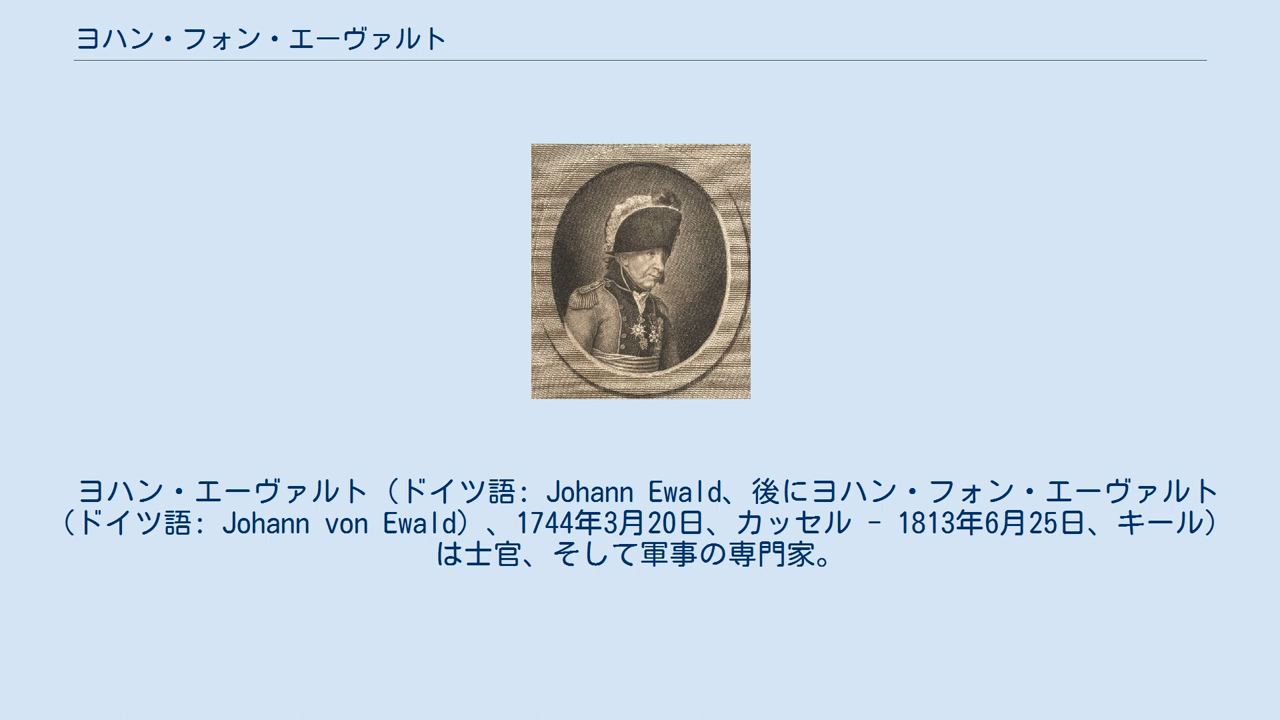 ヨハン・フォン・エーヴァルト
ヨハン・エーヴァルト（ドイツ語: Johann Ewald、後にヨハン・フォン・エーヴァルト
（ドイツ語: Johann von Ewald）、1744年3月20日、カッセル - 1813年6月25日、キール）
は士官、そして軍事の専門家。